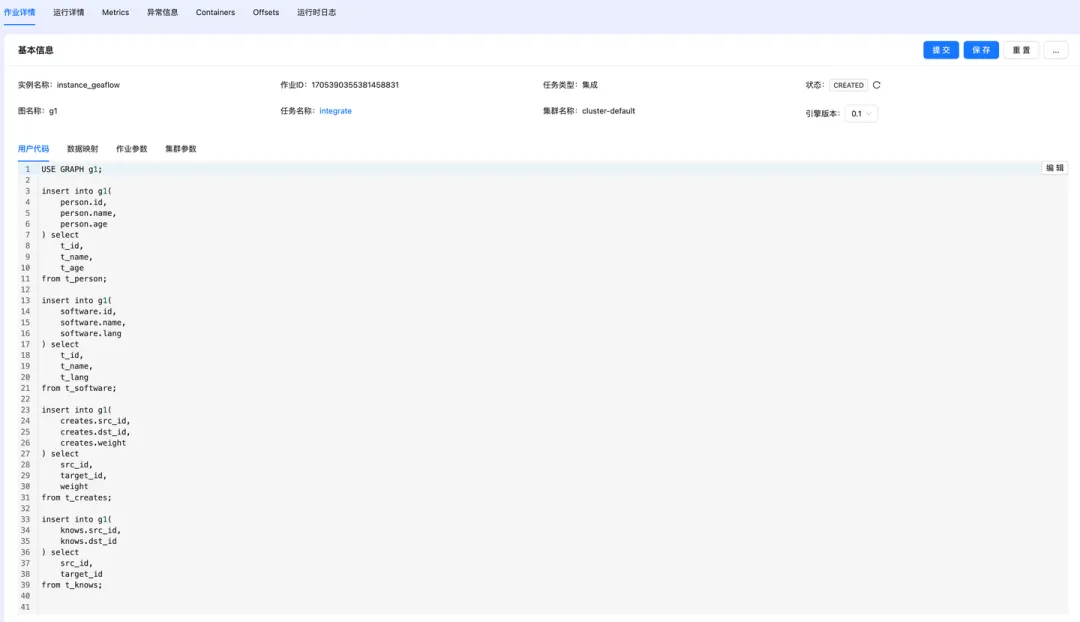 作业详情 运行详情 Metrics 异常信息 Containers Offsets 运行时日志
基本信息 提交 保存 重置 ...
实例名称: instance_geaflow 作业ID: 1705390355381458831 任务类型: 集成 状态: CREATED
图名称: g1 任务名称: integrate 集群名称: cluster-default 引擎版本: 0.1
用户代码 数据映射 作业参数 集群参数
1 USE GRAPH g1; 编辑
2
3 insert into g1(
4 person.id,
5 person.name,
6 person.age
7 ) select
8 t_id,
9 t_name,
10 t_age
11 from t_person;
12
13 insert into g1(
14 software.id,
15 software.name,
16 software.lang
17 ) select
18 t_id,
19 t_name,
20 t_lang
21 from t_software;
22
23 insert into g1(
24 creates.src_id,
25 creates.dst_id,
26 creates.weight
27 ) select
28 src_id,
29 target_id,
30 weight
31 from t_creates;
32
33 insert into g1(
34 knows.src_id,
35 knows.dst_id
36 ) select
37 src_id,
38 target_id
39 from t_knows;
40
41